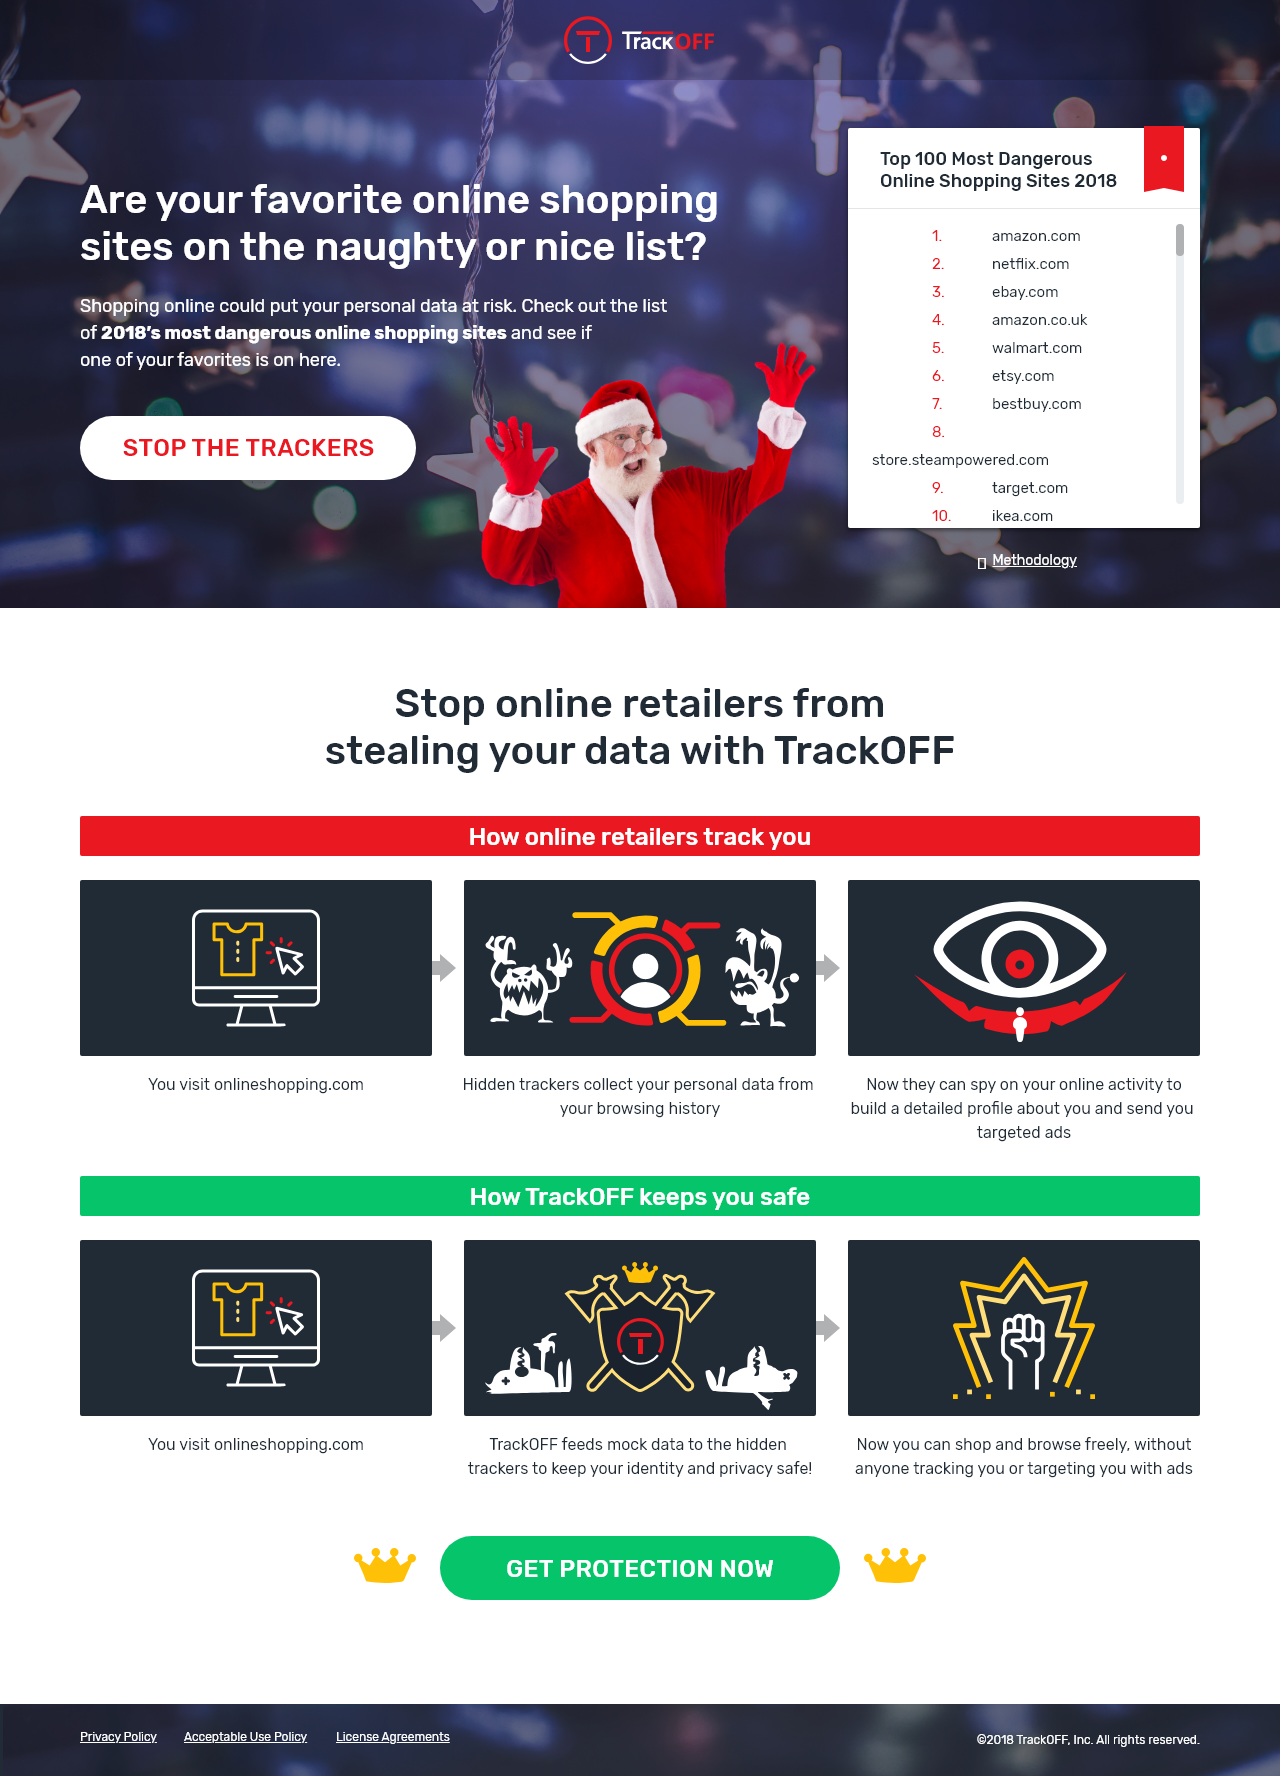 T TrackOFF
Are your favorite online shopping
sites on the naughty or nice list?
Shopping online could put your personal data at risk. Check out the list
of 2018's most dangerous online shopping sites and see if
one of your favorites is on here.
STOP THE TRACKERS
Top 100 Most Dangerous
Online Shopping Sites 2018
1. amazon.com
2. netflix.com
3. ebay.com
4. amazon.co.uk
5. walmart.com
6. etsy.com
7. bestbuy.com
8.
store.steampowered.com
9. target.com
10. ikea.com
Methodology
Stop online retailers from
stealing your data with TrackOFF
How online retailers track you
You visit onlineshopping.com
Hidden trackers collect your personal data from
your browsing history
Now they can spy on your online activity to
build a detailed profile about you and send you
targeted ads
How TrackOFF keeps you safe
T
You visit onlineshopping.com
TrackOFF feeds mock data to the hidden
trackers to keep your identity and privacy safe!
Now you can shop and browse freely, without
anyone tracking you or targeting you with ads
GET PROTECTION NOW
Privacy Policy Acceptable Use Policy License Agreements
©2018 TrackOFF, Inc. All rights reserved.